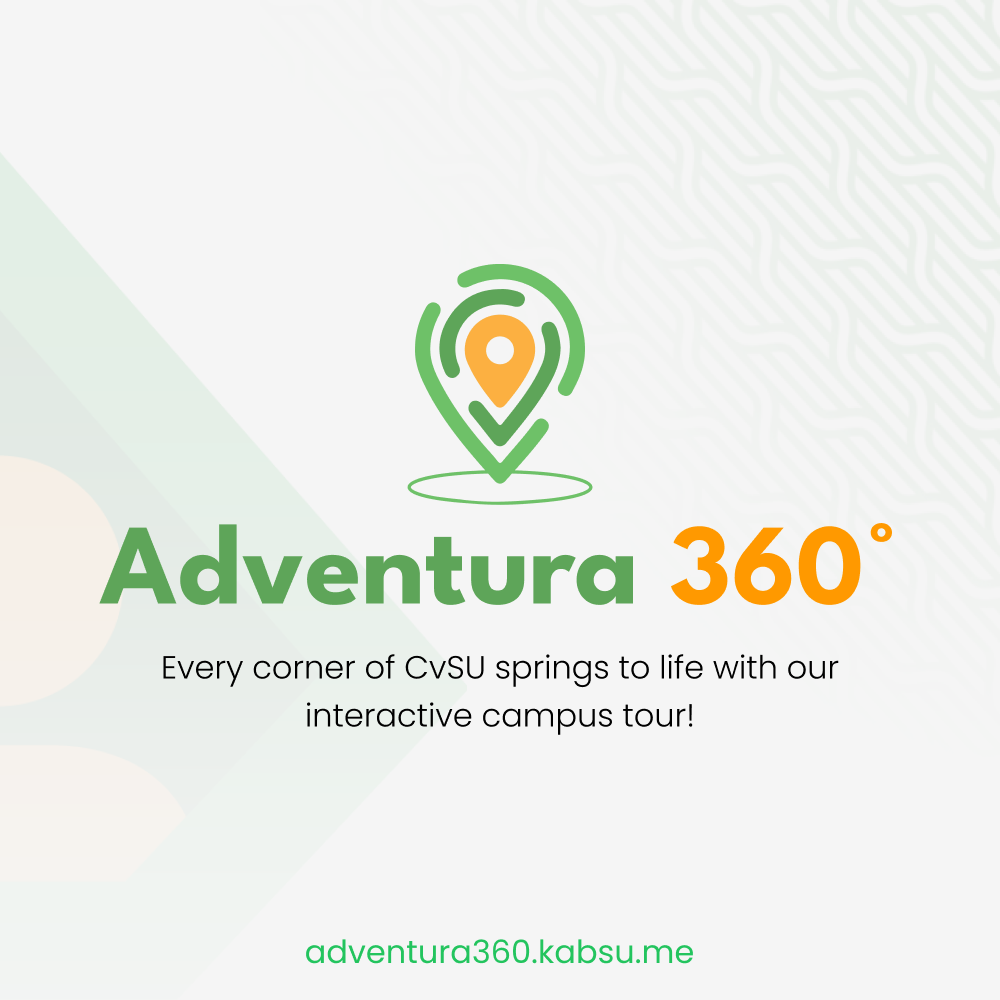 Adventura 360°
Every corner of CvSU springs to life with our
interactive campus tour!
adventura360.kabsu.me